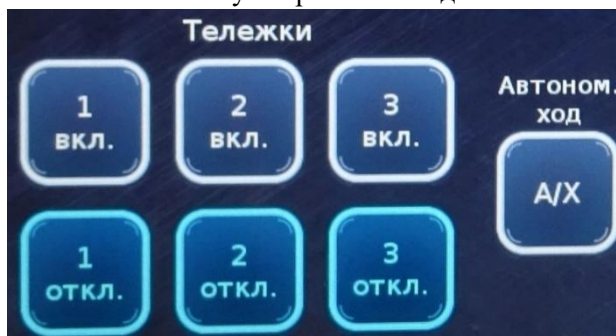 Тележки
1
вкл.
2
вкл.
3
вкл.
Автоном.
ход
А/Х
1
откл.
2
откл.
3
откл.